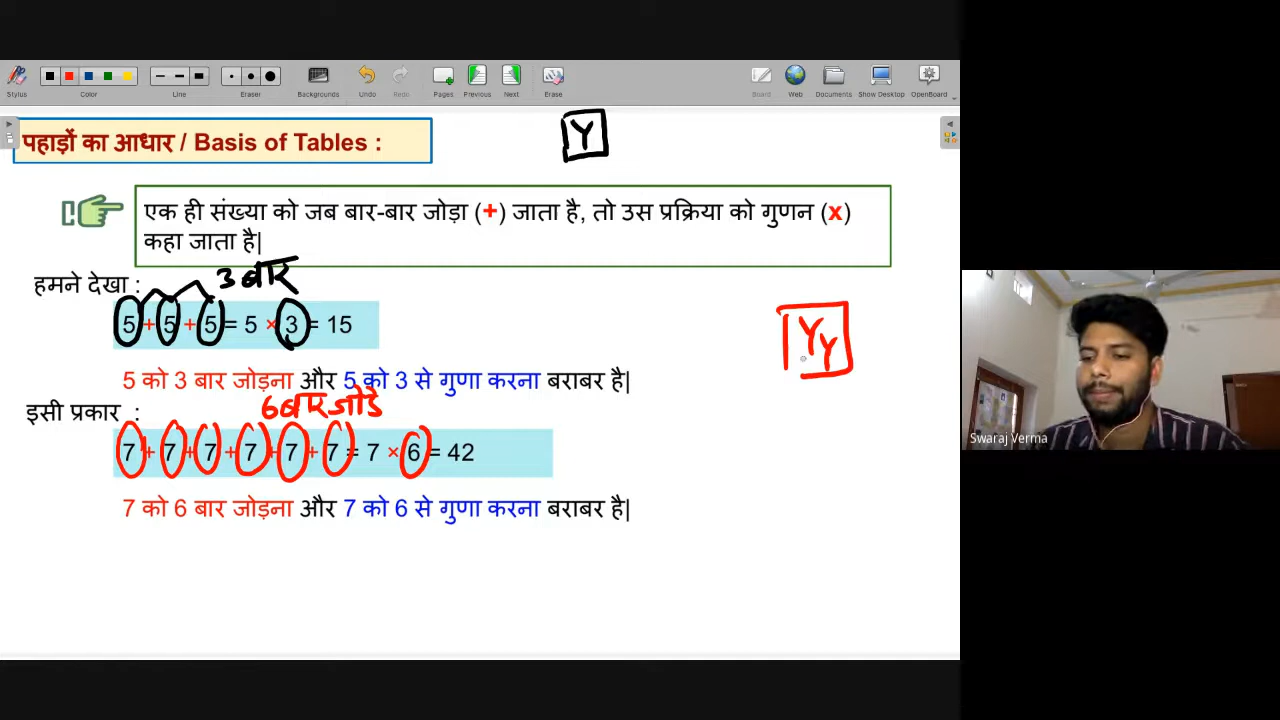 Stylus Color Line Eraser Backgrounds Undo Redo Pages Previous Next Erase Board Web Documents Show Desktop OpenBoard
पहाड़ों का आधार / Basis of Tables :
Y
एक ही संख्या को जब बार-बार जोड़ा (+) जाता है, तो उस प्रक्रिया को गुणन (x)
कहा जाता है|
हमने देखा :
3 बार
5 + 5 + 5 = 5 × 3 = 15
Yy
5 को 3 बार जोड़ना और 5 को 3 से गुणा करना बराबर है|
इसी प्रकार :
6 बार जोड़े
7 + 7 + 7 + 7 + 7 + 7 = 7 × 6 = 42
7 को 6 बार जोड़ना और 7 को 6 से गुणा करना बराबर है|
Swaraj Verma